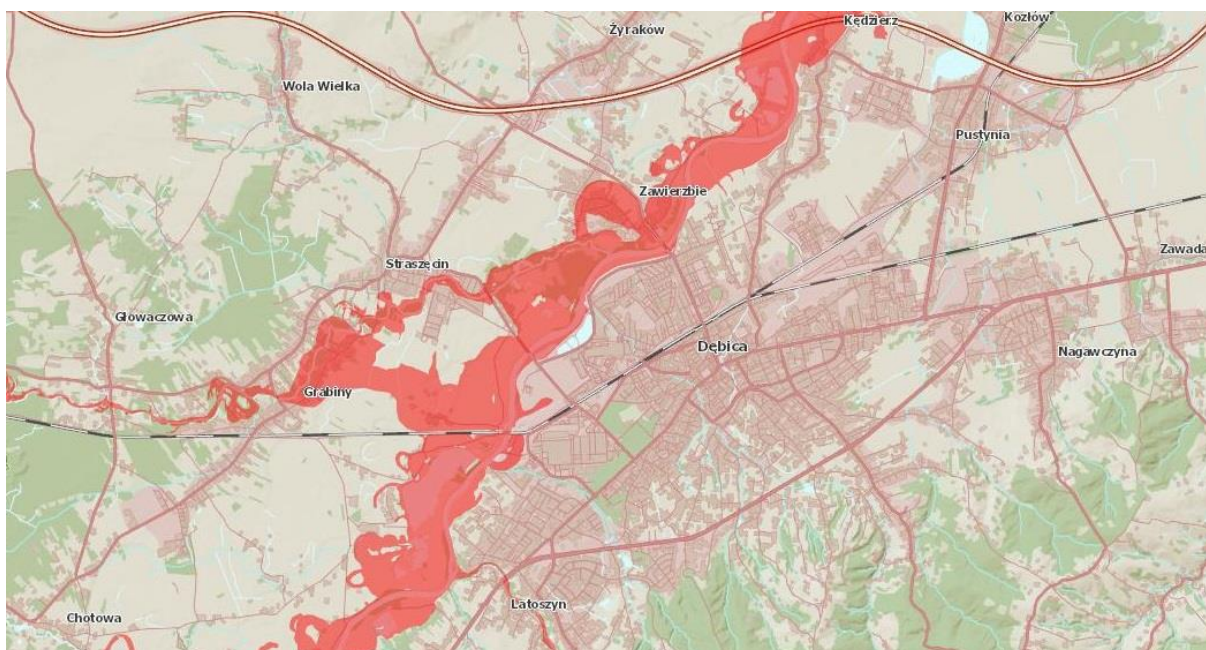 Kędzierz
Kozłów
Żyraków
Wola Wielka
Pustynia
Zawierzbie
Zawada
Straszęcin
Głowaczowa
Dębica
Nagawczyna
Grabiny
Latoszyn
Chotowa